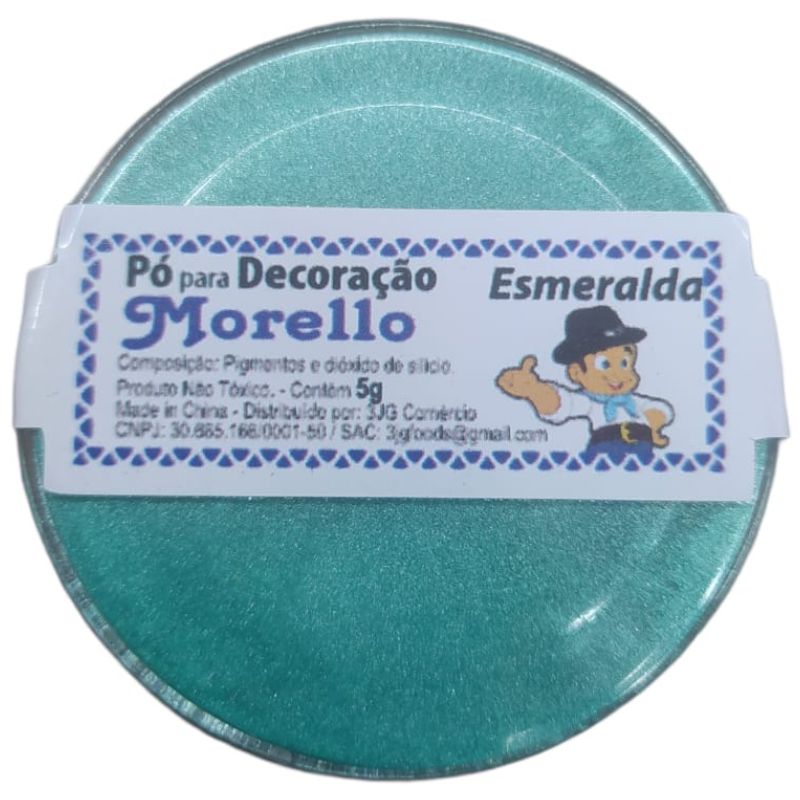 Pó para Decoração
Esmeralda
Morello
Composição: Pigmentos e dióxido de silício.
Produto Não Tóxico. - Contém 5g
Made in China - Distribuído por: 3JG Comércio
CNPJ: 30.665.166/0001-50 / SAC: 3jgfoods@gmail.com